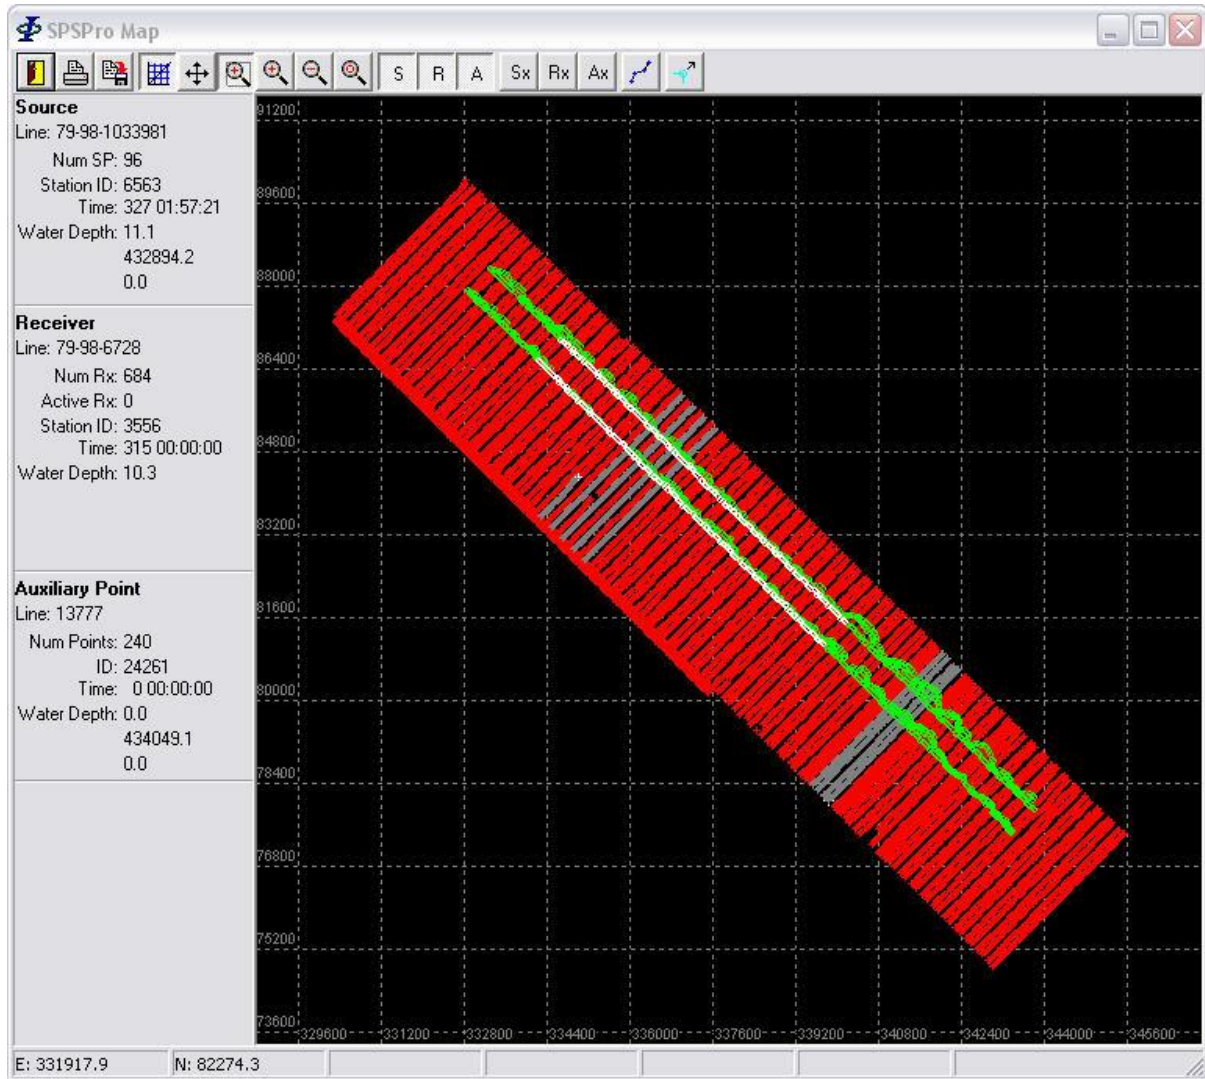 SPSPro Map
S R A Sx Rx Ax
Source
Line: 79-98-1033981
Num SP: 96
Station ID: 6563
Time: 327 01:57:21
Water Depth: 11.1
432894.2
0.0
Receiver
Line: 79-98-6728
Num Rx: 684
Active Rx: 0
Station ID: 3556
Time: 315 00:00:00
Water Depth: 10.3
Auxiliary Point
Line: 13777
Num Points: 240
ID: 24261
Time: 0 00:00:00
Water Depth: 0.0
434049.1
0.0
91200
89600
88000
86400
84800
83200
81600
80000
78400
76800
75200
73600
329600 331200 332800 334400 336000 337600 339200 340800 342400 344000 345600
E: 331917.9 N: 82274.3